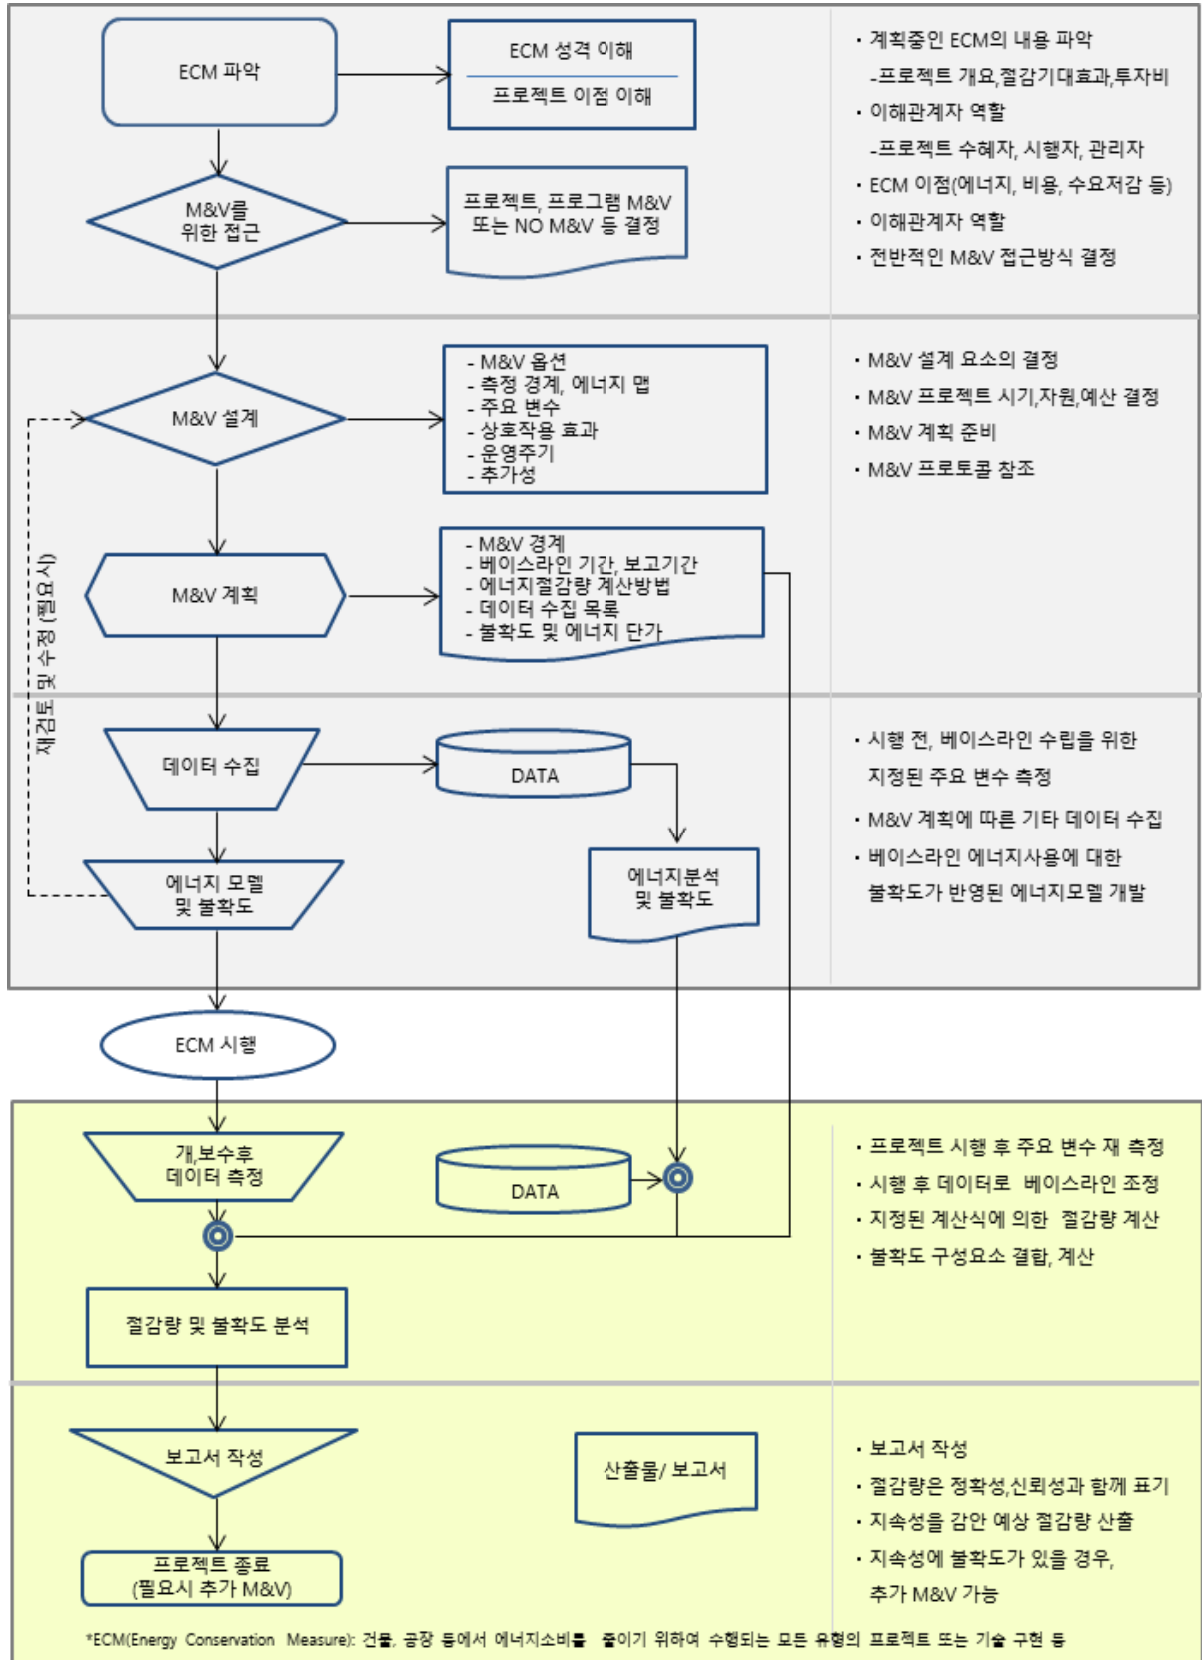 ECM 파악
ECM 성격 이해
프로젝트 이점 이해
· 계획중인 ECM의 내용 파악
-프로젝트 개요,절감기대효과,투자비
· 이해관계자 역할
-프로젝트 수혜자, 시행자, 관리자
· ECM 이점(에너지, 비용, 수요저감 등)
· 이해관계자 역할
· 전반적인 M&V 접근방식 결정
M&V를
위한 접근
프로젝트, 프로그램 M&V
또는 NO M&V 등 결정
M&V 설계
- M&V 옵션
- 측정 경계, 에너지 맵
- 주요 변수
- 상호작용 효과
- 운영주기
- 추가성
· M&V 설계 요소의 결정
· M&V 프로젝트 시기,자원,예산 결정
· M&V 계획 준비
· M&V 프로토콜 참조
M&V 계획
- M&V 경계
- 베이스라인 기간, 보고기간
- 에너지절감량 계산방법
- 데이터 수집 목록
- 불확도 및 에너지 단가
재검토 및 수정 (필요시)
데이터 수집
DATA
에너지 모델
및 불확도
에너지분석
및 불확도
· 시행 전, 베이스라인 수립을 위한
지정된 주요 변수 측정
· M&V 계획에 따른 기타 데이터 수집
· 베이스라인 에너지사용에 대한
불확도가 반영된 에너지모델 개발
ECM 시행
개,보수후
데이터 측정
DATA
· 프로젝트 시행 후 주요 변수 재 측정
· 시행 후 데이터로 베이스라인 조정
· 지정된 계산식에 의한 절감량 계산
· 불확도 구성요소 결합, 계산
절감량 및 불확도 분석
보고서 작성
산출물/ 보고서
· 보고서 작성
· 절감량은 정확성,신뢰성과 함께 표기
· 지속성을 감안 예상 절감량 산출
· 지속성에 불확도가 있을 경우,
추가 M&V 가능
프로젝트 종료
(필요시 추가 M&V)
*ECM(Energy Conservation Measure): 건물, 공장 등에서 에너지소비를 줄이기 위하여 수행되는 모든 유형의 프로젝트 또는 기술 구현 등